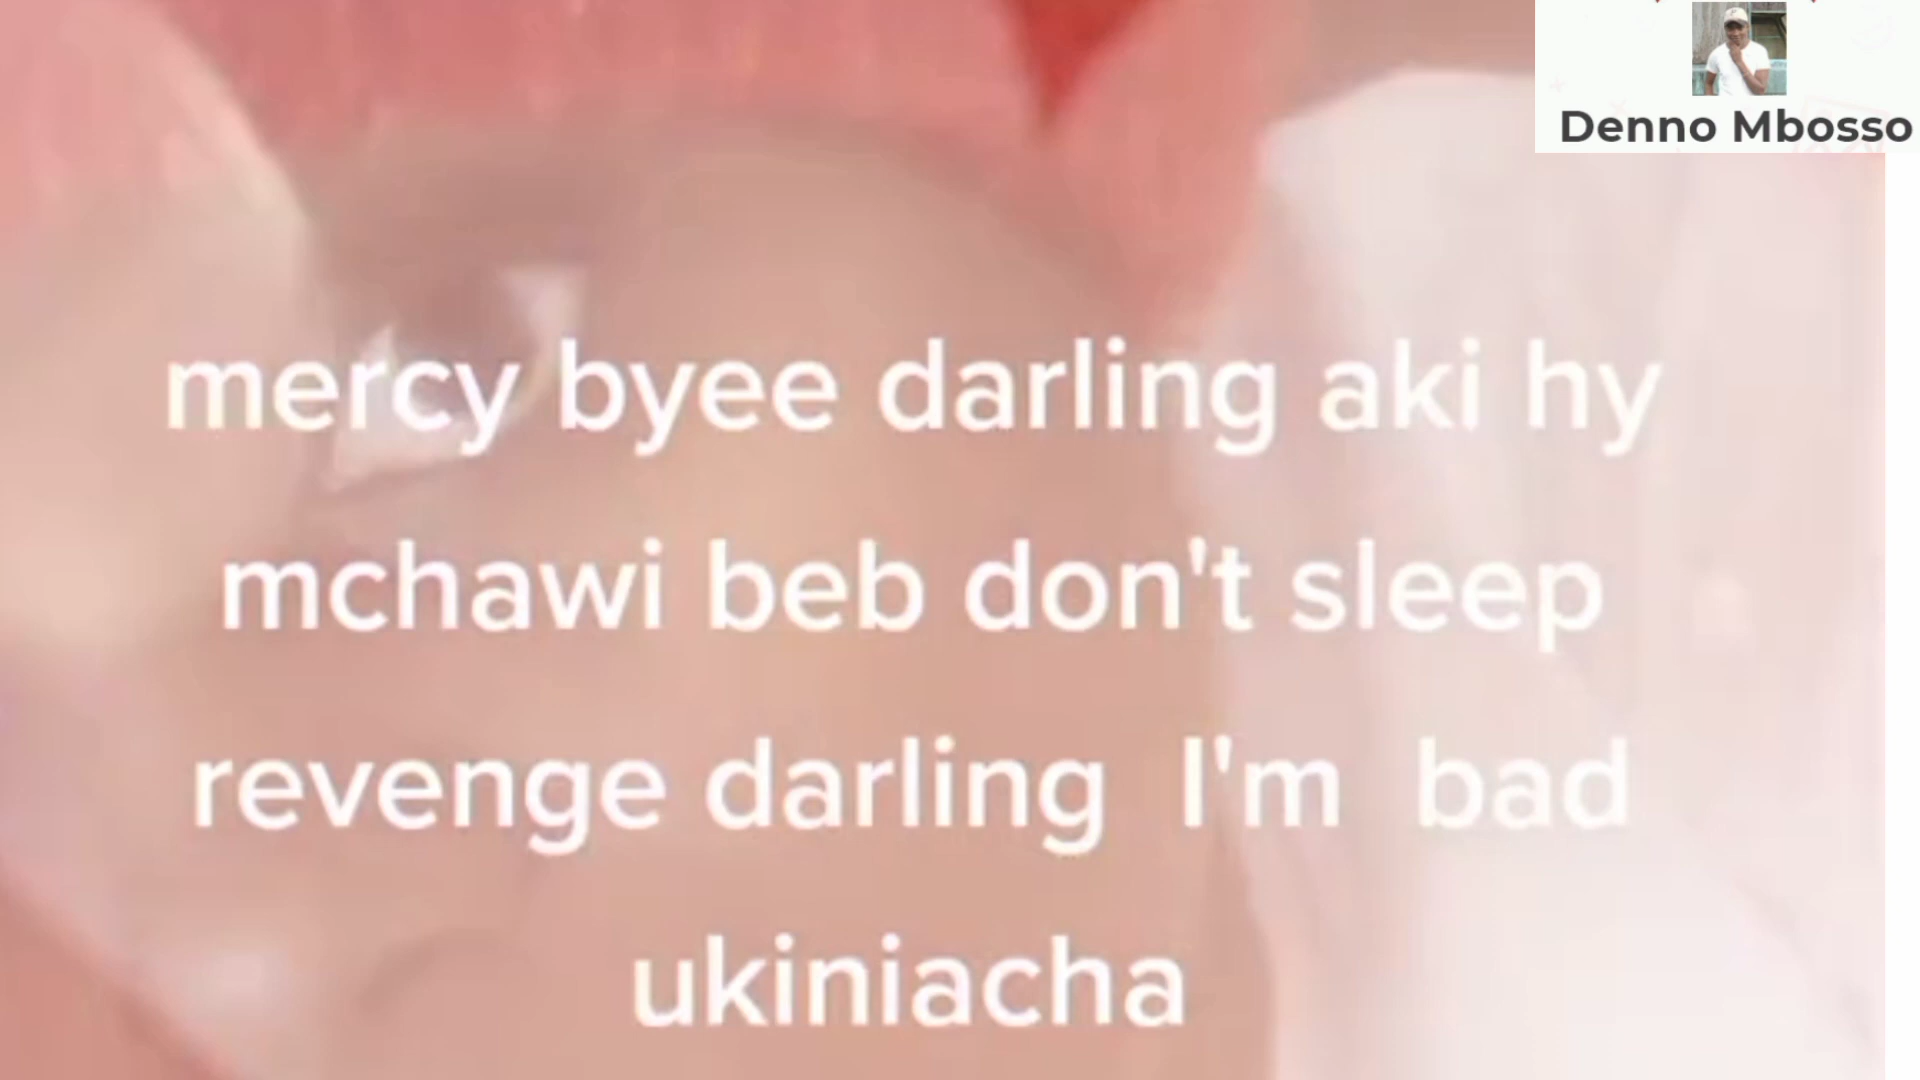 Denno Mbosso
mercy byee darling aki hy
mchawi beb don't sleep
revenge darling I'm bad
ukiniacha